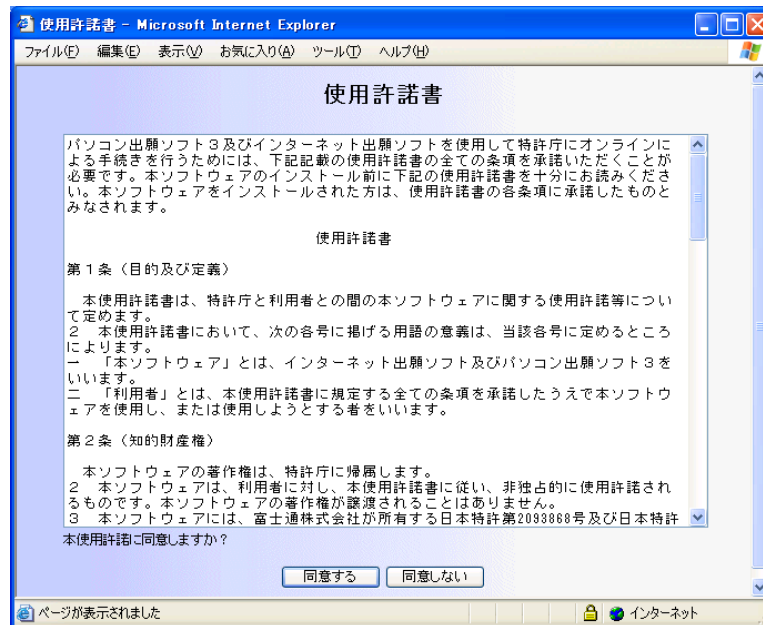 使用許諾書 - Microsoft Internet Explorer
ファイル(F) 編集(E) 表示(V) お気に入り(A) ツール(T) ヘルプ(H)
使用許諾書
パソコン出願ソフト３及びインターネット出願ソフトを使用して特許庁にオンラインに
よる手続きを行うためには、下記記載の使用許諾書の全ての条項を承諾いただくことが
必要です。本ソフトウェアのインストール前に下記の使用許諾書を十分にお読みくださ
い。本ソフトウェアをインストールされた方は、使用許諾書の各条項に承諾したものと
みなされます。
使用許諾書
第１条（目的及び定義）
本使用許諾書は、特許庁と利用者との間の本ソフトウェアに関する使用許諾等につい
て定めます。
２　本使用許諾書において、次の各号に掲げる用語の意義は、当該各号に定めるところ
によります。
一　「本ソフトウェア」とは、インターネット出願ソフト及びパソコン出願ソフト３を
いいます。
二　「利用者」とは、本使用許諾書に規定する全ての条項を承諾したうえで本ソフトウ
ェアを使用し、または使用しようとする者をいいます。
第２条（知的財産権）
本ソフトウェアの著作権は、特許庁に帰属します。
２　本ソフトウェアは、利用者に対し、本使用許諾書に従い、非独占的に使用許諾され
るものです。本ソフトウェアの著作権が譲渡されることはありません。
３　本ソフトウェアには、富士通株式会社が所有する日本特許第2093868号及び日本特許
本使用許諾に同意しますか？
同意する 同意しない
ページが表示されました インターネット